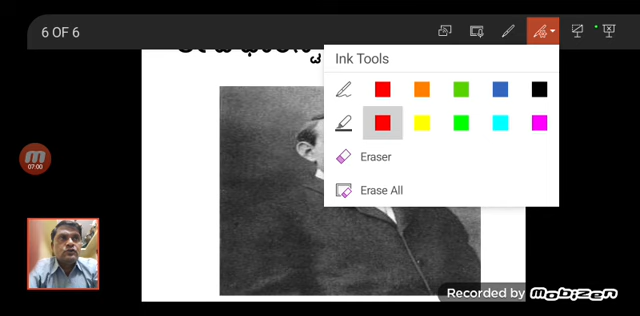 6 OF 6
Ink Tools
Eraser
Erase All
07:00
Recorded by mobizen